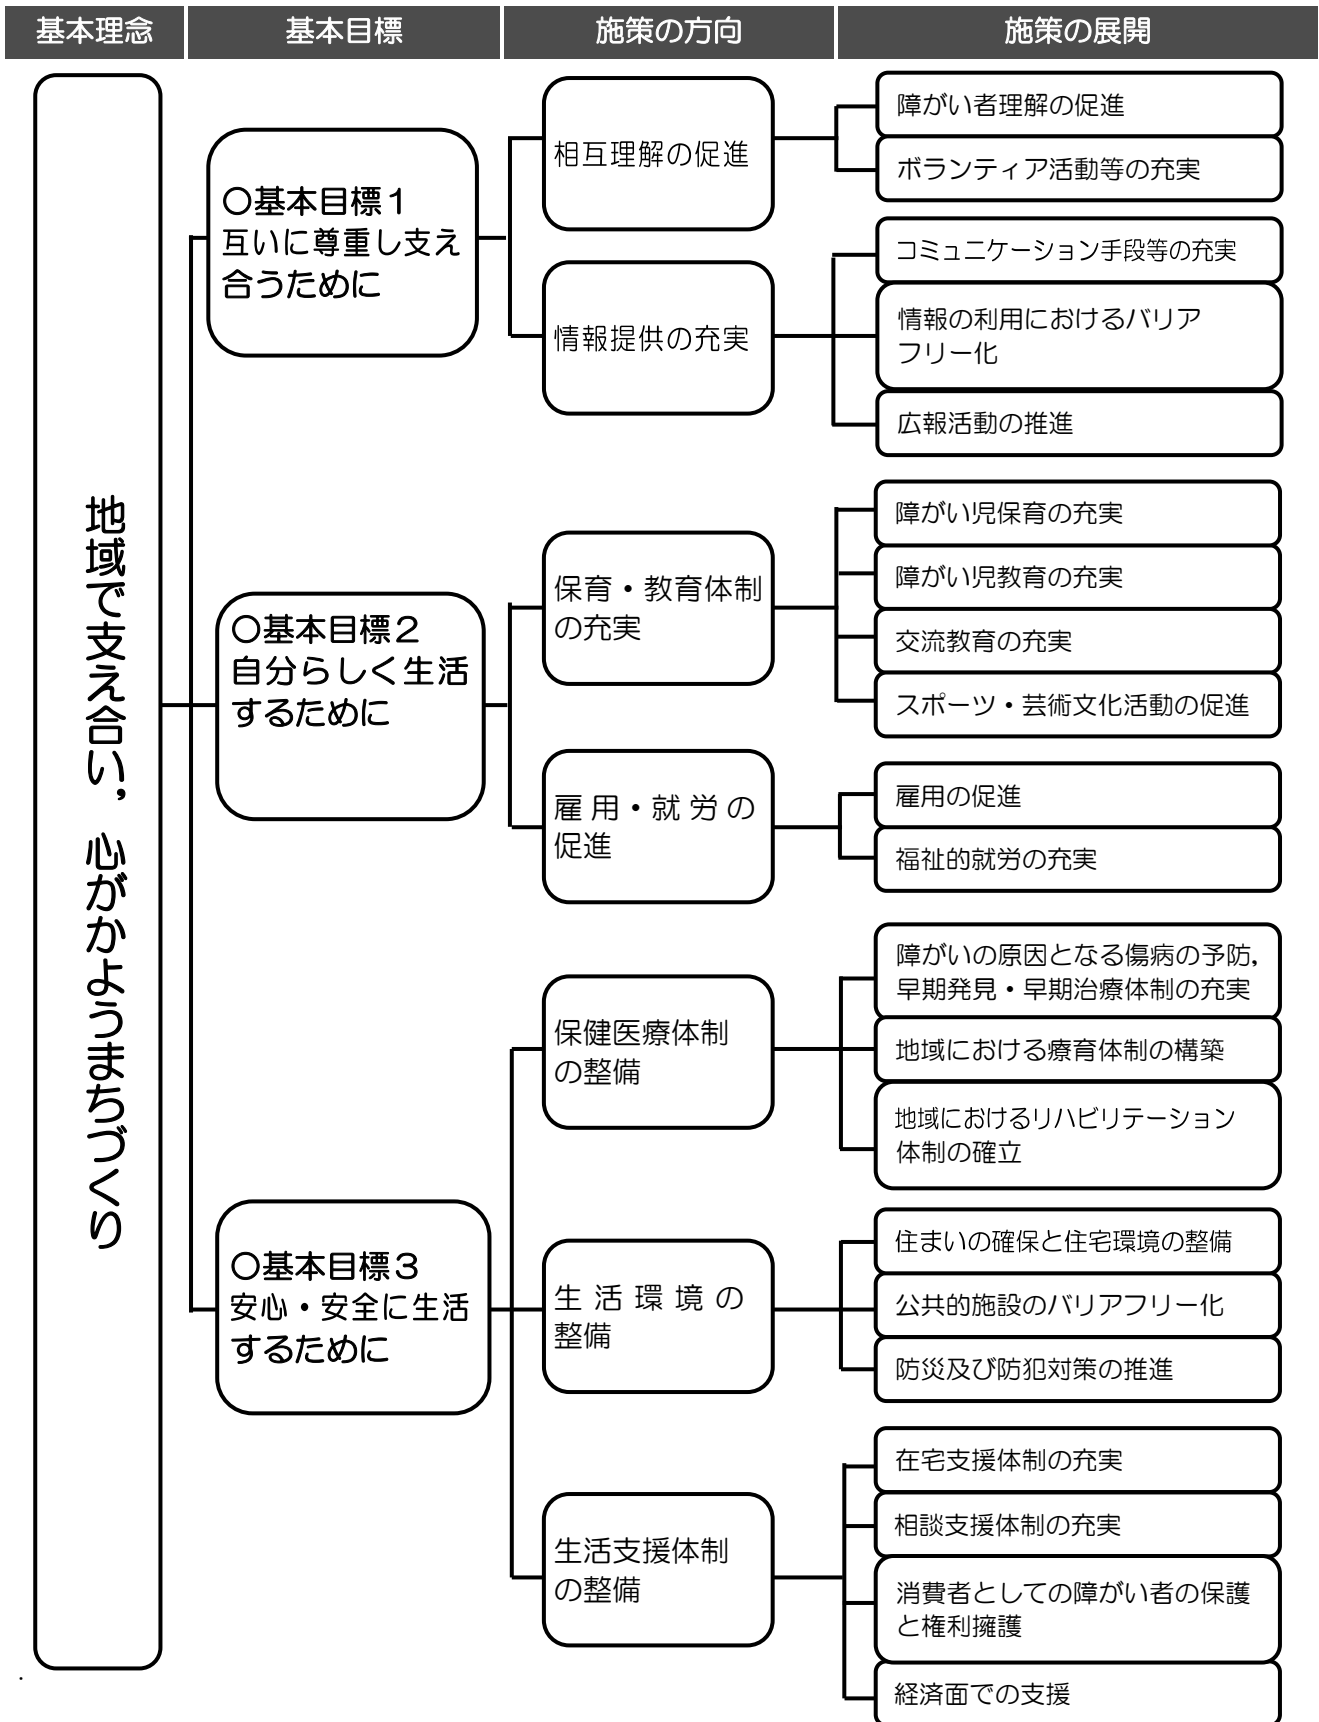 基本理念
基本目標
施策の方向
施策の展開
地域で支え合い，心がかようまちづくり
〇基本目標１
互いに尊重し支え
合うために
相互理解の促進
障がい者理解の促進
ボランティア活動等の充実
情報提供の充実
コミュニケーション手段等の充実
情報の利用におけるバリア
フリー化
広報活動の推進
〇基本目標２
自分らしく生活
するために
保育・教育体制
の充実
障がい児保育の充実
障がい児教育の充実
交流教育の充実
スポーツ・芸術文化活動の促進
雇用・就労の
促進
雇用の促進
福祉的就労の充実
〇基本目標３
安心・安全に生活
するために
保健医療体制
の整備
障がいの原因となる傷病の予防，
早期発見・早期治療体制の充実
地域における療育体制の構築
地域におけるリハビリテーション
体制の確立
生活環境の
整備
住まいの確保と住宅環境の整備
公共的施設のバリアフリー化
防災及び防犯対策の推進
生活支援体制
の整備
在宅支援体制の充実
相談支援体制の充実
消費者としての障がい者の保護
と権利擁護
経済面での支援